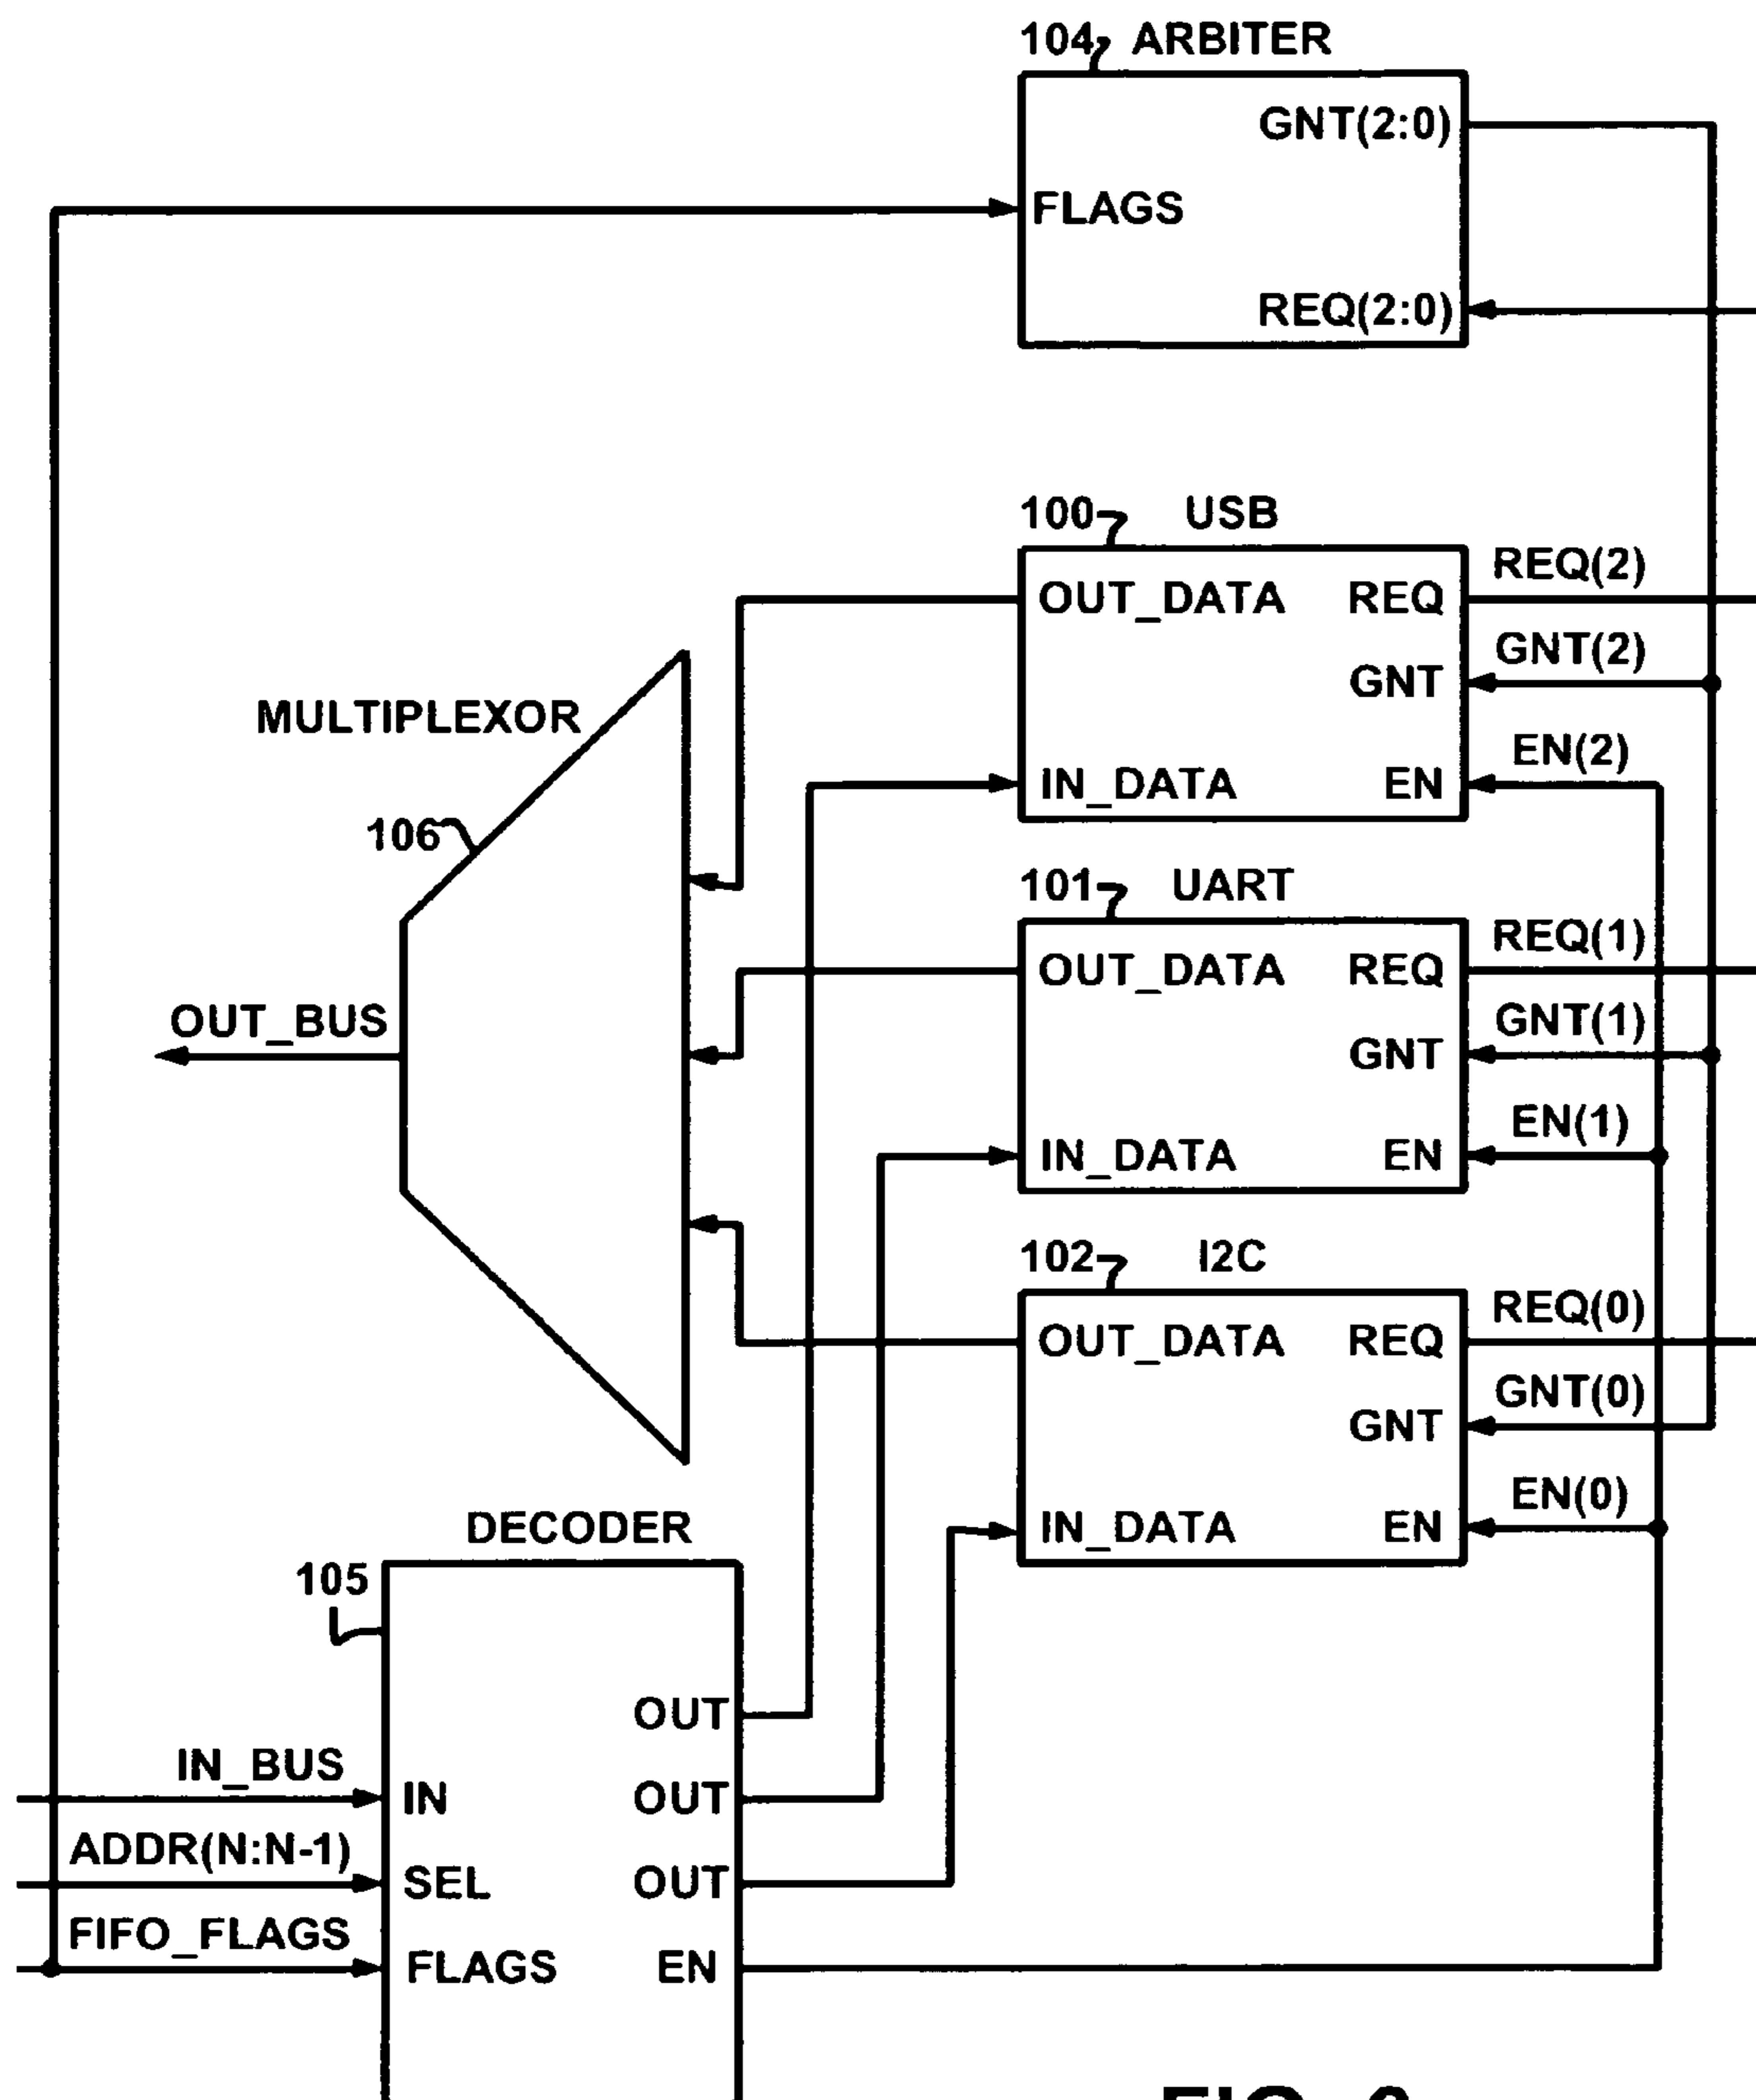 104 ARBITER
GNT(2:0)
FLAGS
REQ(2:0)
100 USB
OUT_DATA REQ
REQ(2)
GNT
GNT(2)
IN_DATA EN
EN(2)
MULTIPLEXOR
106
OUT_BUS
101 UART
OUT_DATA REQ
REQ(1)
GNT
GNT(1)
IN_DATA EN
EN(1)
102 I2C
OUT_DATA REQ
REQ(0)
GNT
GNT(0)
IN_DATA EN
EN(0)
DECODER
105
OUT
IN_BUS
IN OUT
ADDR(N:N-1)
SEL OUT
FIFO_FLAGS
FLAGS EN